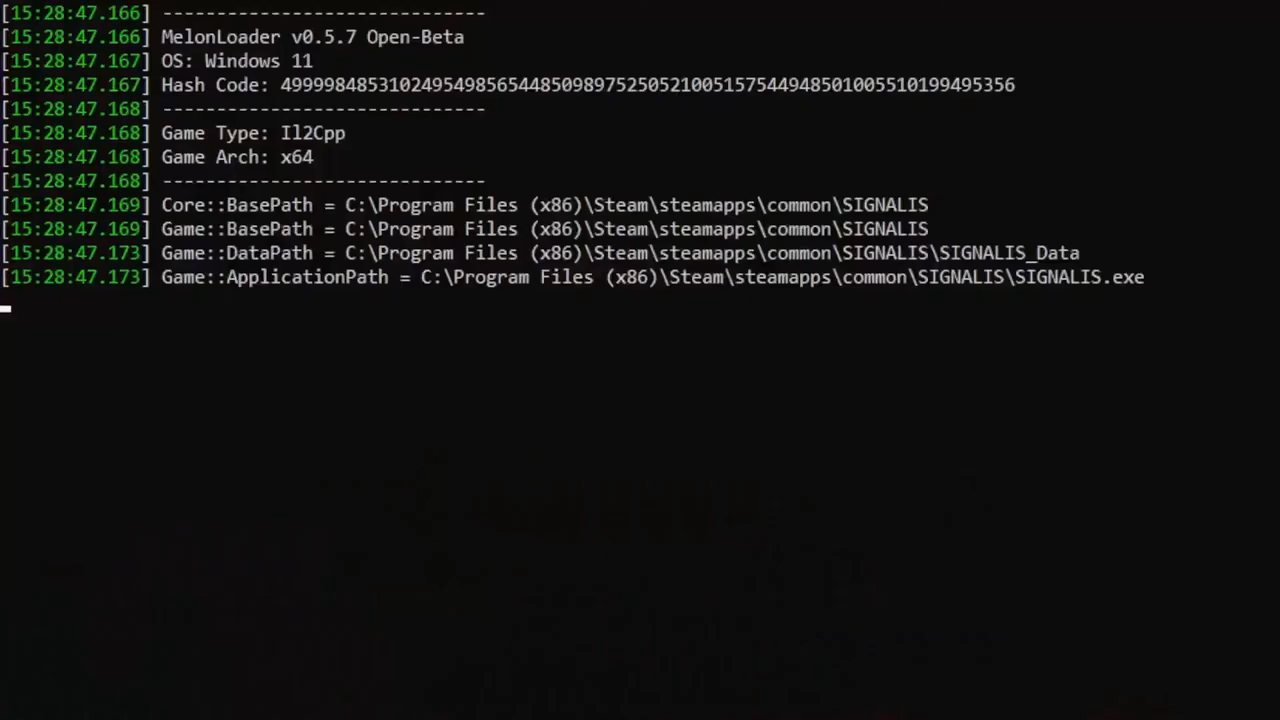 [15:28:47.166] ------------------------------
[15:28:47.166] MelonLoader v0.5.7 Open-Beta
[15:28:47.167] OS: Windows 11
[15:28:47.167] Hash Code: 49999848531024954985654485098975250521005157544948501005510199495356
[15:28:47.168] ------------------------------
[15:28:47.168] Game Type: Il2Cpp
[15:28:47.168] Game Arch: x64
[15:28:47.168] ------------------------------
[15:28:47.169] Core::BasePath = C:\Program Files (x86)\Steam\steamapps\common\SIGNALIS
[15:28:47.169] Game::BasePath = C:\Program Files (x86)\Steam\steamapps\common\SIGNALIS
[15:28:47.173] Game::DataPath = C:\Program Files (x86)\Steam\steamapps\common\SIGNALIS\SIGNALIS_Data
[15:28:47.173] Game::ApplicationPath = C:\Program Files (x86)\Steam\steamapps\common\SIGNALIS\SIGNALIS.exe